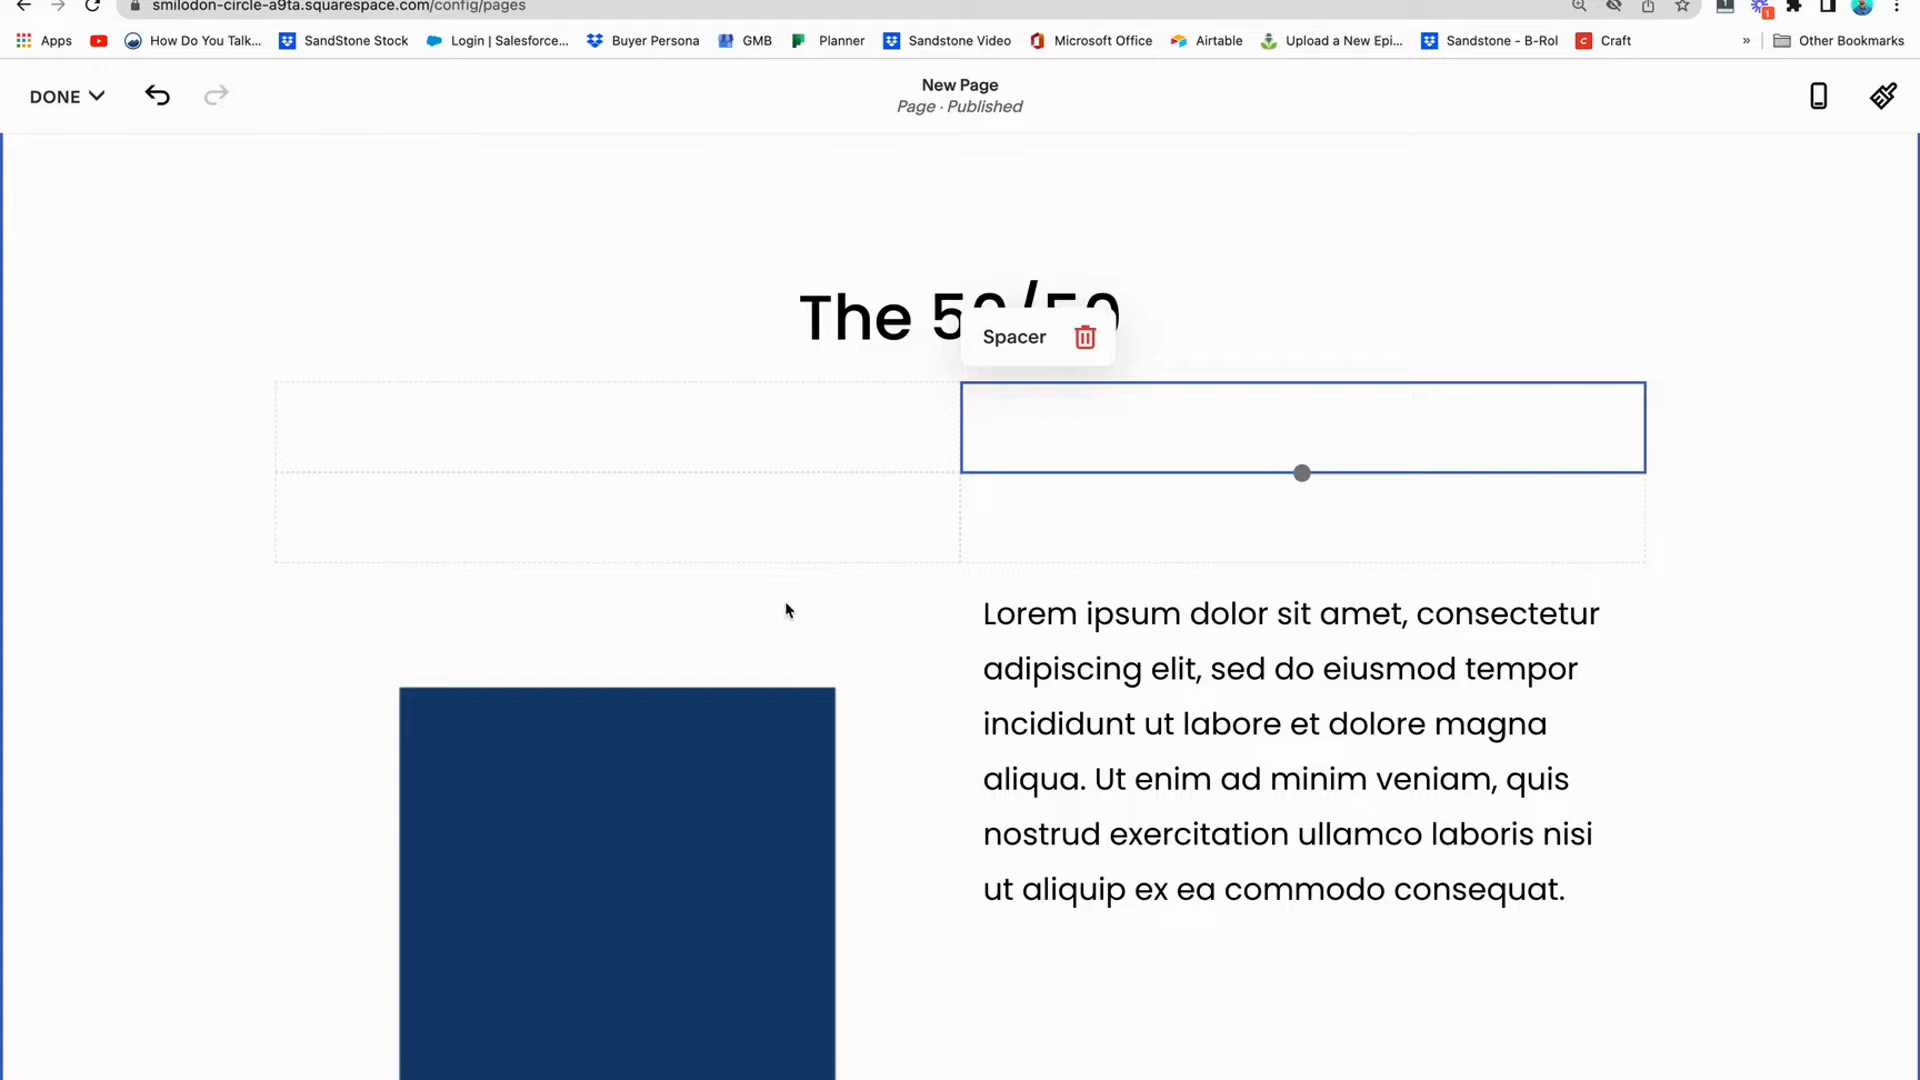 smilodon-circle-a9ta.squarespace.com/config/pages
Apps How Do You Talk... SandStone Stock Login | Salesforce... Buyer Persona GMB Planner Sandstone Video Microsoft Office Airtable Upload a New Epi... Sandstone - B-Rol Craft » Other Bookmarks
DONE
New Page
Page · Published
The 50/50
Spacer
Lorem ipsum dolor sit amet, consectetur
adipiscing elit, sed do eiusmod tempor
incididunt ut labore et dolore magna
aliqua. Ut enim ad minim veniam, quis
nostrud exercitation ullamco laboris nisi
ut aliquip ex ea commodo consequat.